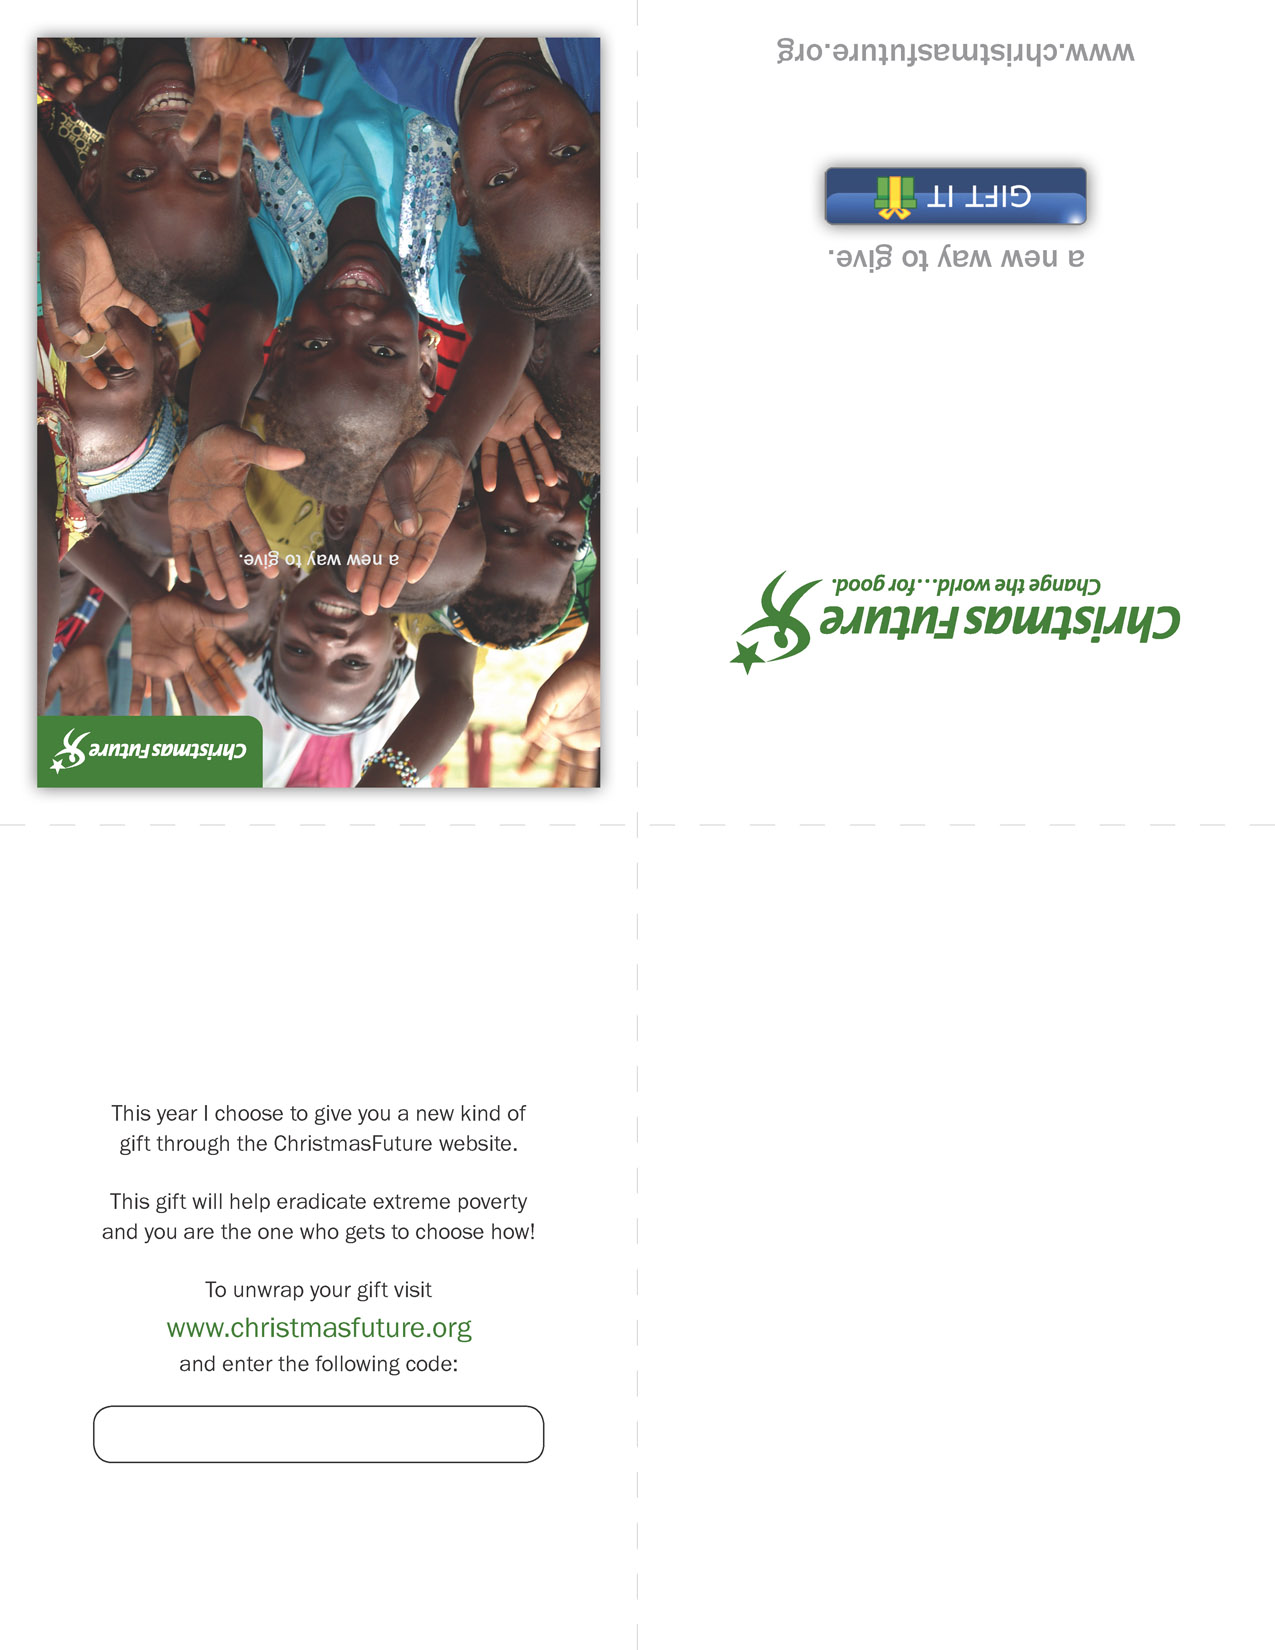 a new way to give.
ChristmasFuture
www.christmasfuture.org
GIFT IT
a new way to give.
Change the world...for good.
ChristmasFuture
This year I choose to give you a new kind of
gift through the ChristmasFuture website.
This gift will help eradicate extreme poverty
and you are the one who gets to choose how!
To unwrap your gift visit
www.christmasfuture.org
and enter the following code: